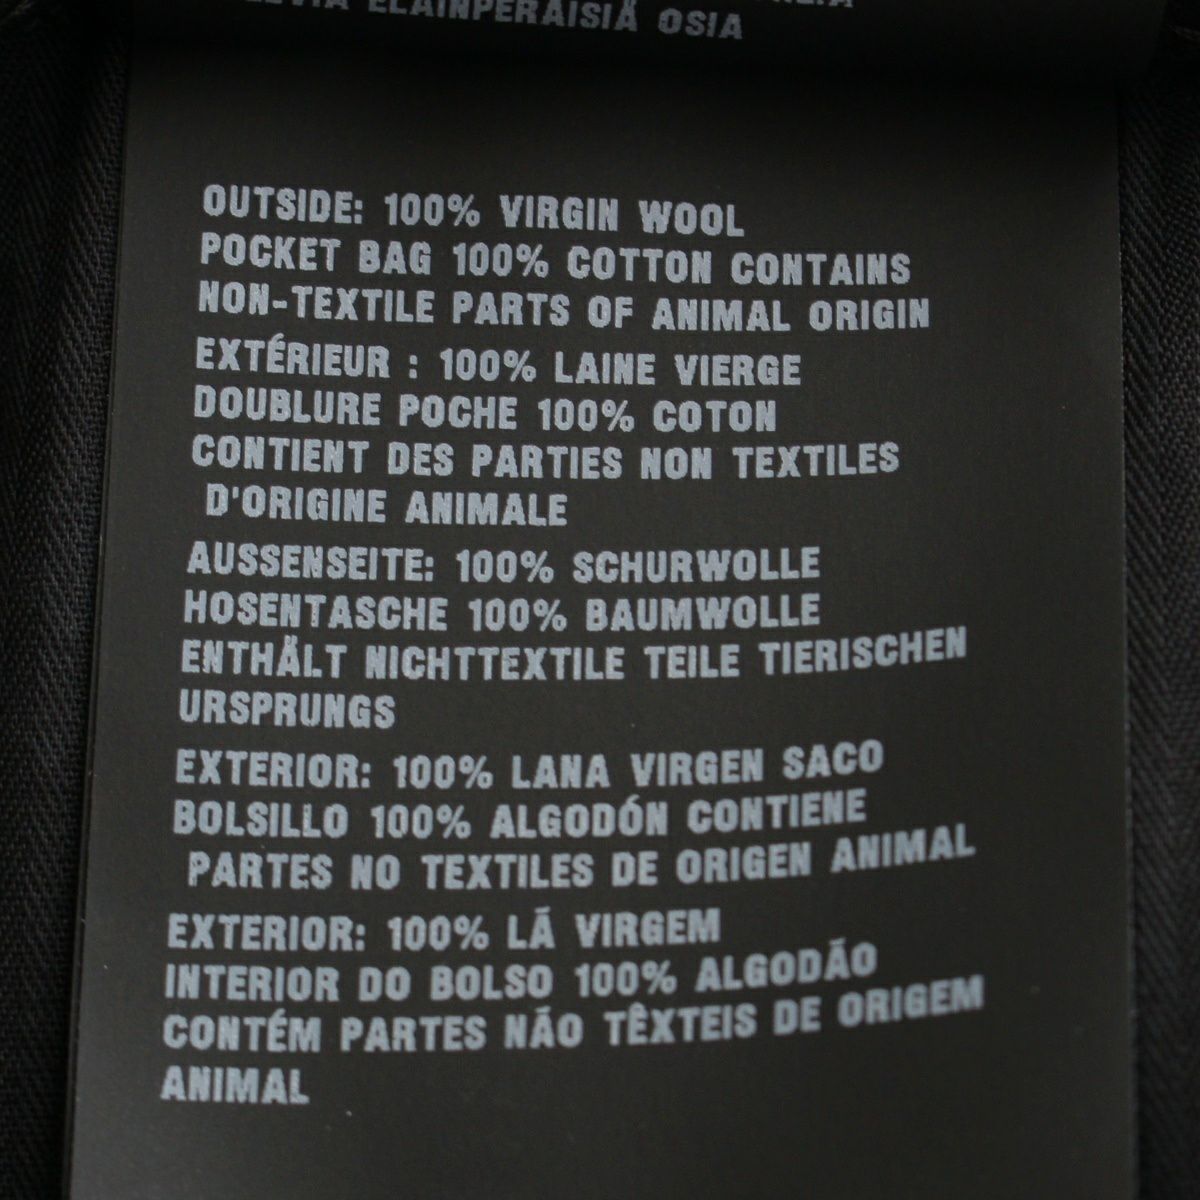 ELÄINPERÄISIÄ OSIA
OUTSIDE: 100% VIRGIN WOOL
POCKET BAG 100% COTTON CONTAINS
NON-TEXTILE PARTS OF ANIMAL ORIGIN
EXTÉRIEUR : 100% LAINE VIERGE
DOUBLURE POCHE 100% COTON
CONTIENT DES PARTIES NON TEXTILES
D'ORIGINE ANIMALE
AUSSENSEITE: 100% SCHURWOLLE
HOSENTASCHE 100% BAUMWOLLE
ENTHÄLT NICHTTEXTILE TEILE TIERISCHEN
URSPRUNGS
EXTERIOR: 100% LANA VIRGEN SACO
BOLSILLO 100% ALGODÓN CONTIENE
PARTES NO TEXTILES DE ORIGEN ANIMAL
EXTERIOR: 100% LÃ VIRGEM
INTERIOR DO BOLSO 100% ALGODÃO
CONTÉM PARTES NÃO TÊXTEIS DE ORIGEM
ANIMAL